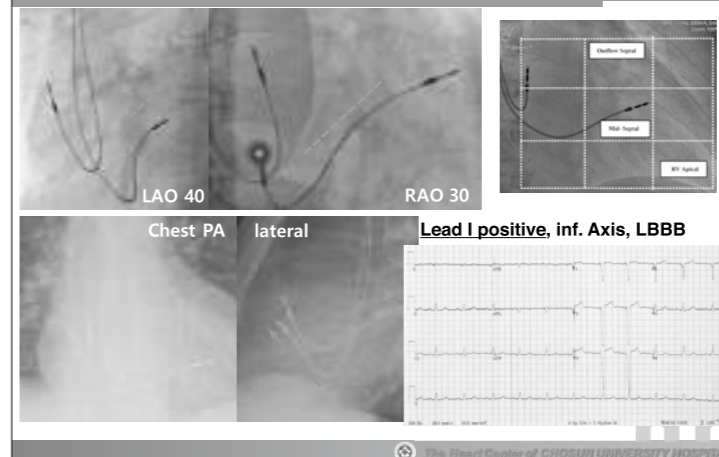 LAO 40
RAO 30
Outflow Septal
Mid-Septal
RV Apical
Chest PA
lateral
Lead I positive, inf. Axis, LBBB
The Heart Center of CHOSUN UNIVERSITY HOSPITAL